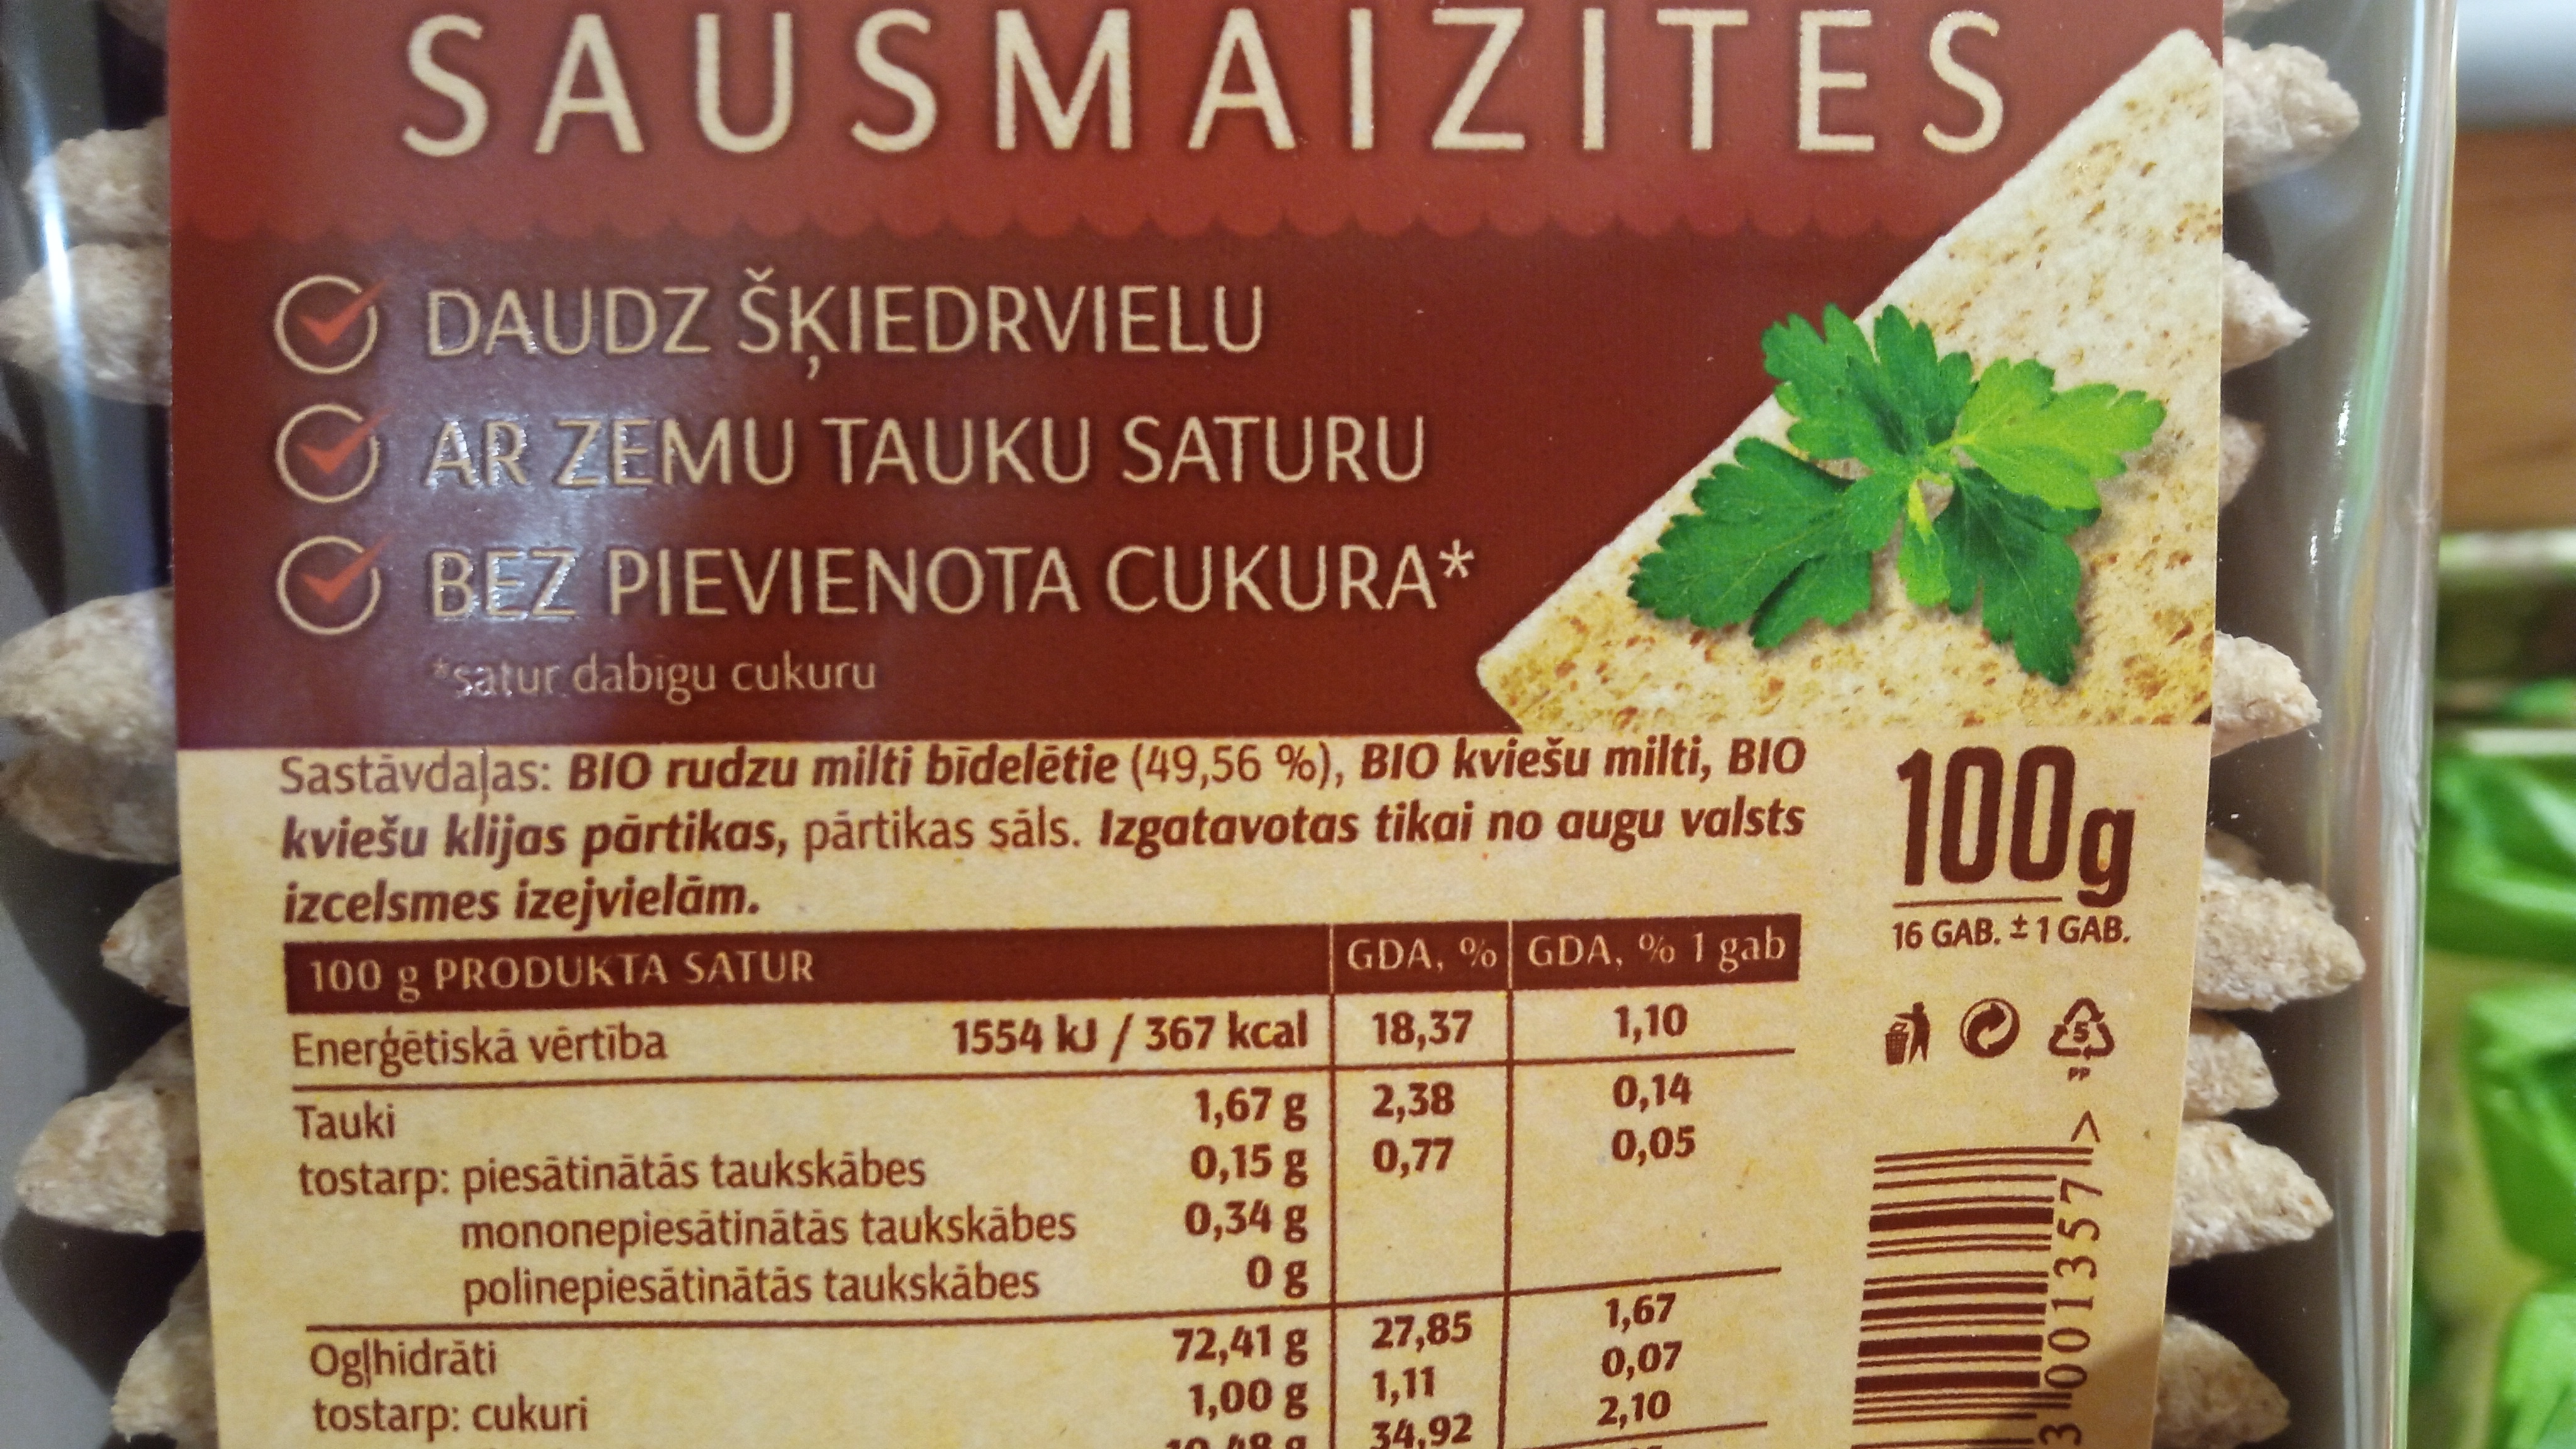 SAUSMAIZITES
DAUDZ ŠĶIEDRVIELU
AR ZEMU TAUKU SATURU
BEZ PIEVIENOTA CUKURA*
*satur dabīgu cukuru
Sastāvdaļas: BIO rudzu milti bīdelētie (49,56 %), BIO kviešu milti, BIO
kviešu klijas pārtikas, pārtikas sāls. Izgatavotas tikai no augu valsts
izcelsmes izejvielām.
100g
16 GAB. ± 1 GAB.
100 g PRODUKTA SATUR GDA, % GDA, % 1 gab
Enerģētiskā vērtība 1554 kJ / 367 kcal 18,37 1,10
Tauki 1,67 g 2,38 0,14
tostarp: piesātinātās taukskābes 0,15 g 0,77 0,05
mononepiesātinātās taukskābes 0,34 g
polinepiesātinātās taukskābes 0 g
Ogļhidrāti 72,41 g 27,85 1,67
tostarp: cukuri 1,00 g 1,11 0,07
34,92 2,10
5
PP
3 001357 >